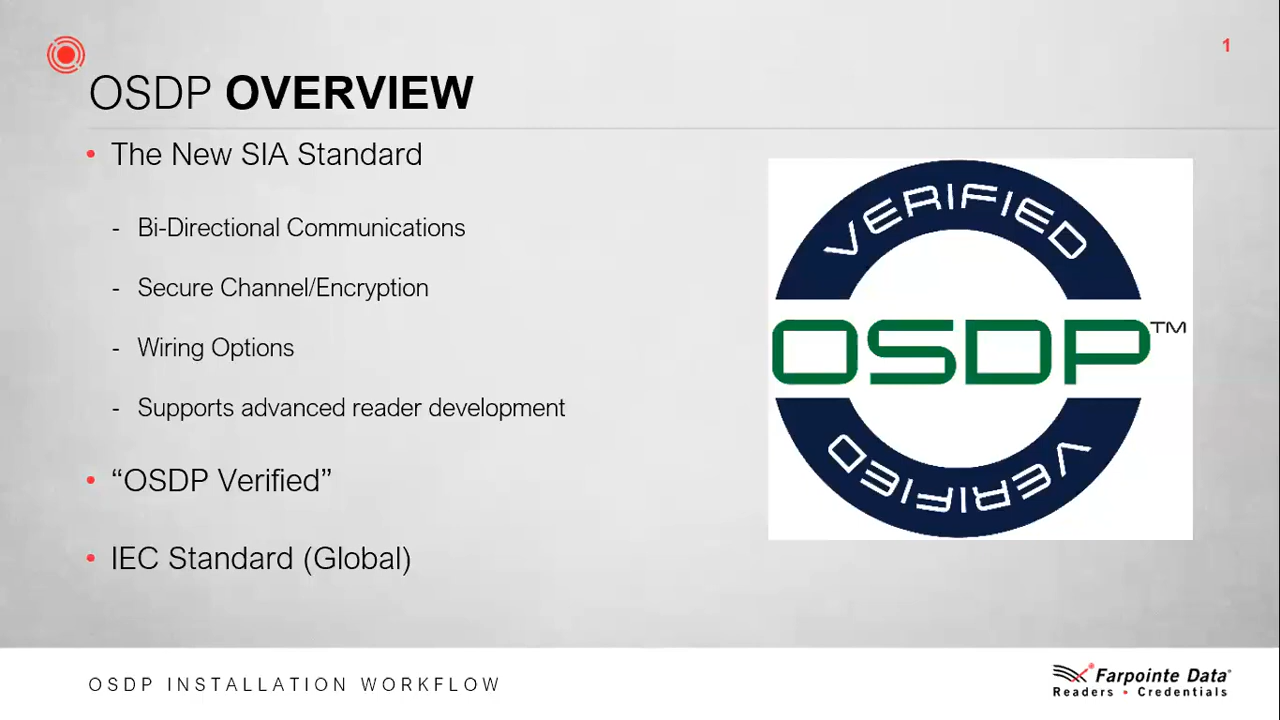 1
OSDP OVERVIEW
• The New SIA Standard
- Bi-Directional Communications
- Secure Channel/Encryption
- Wiring Options
- Supports advanced reader development
• “OSDP Verified”
• IEC Standard (Global)
VERIFIED
OSDP™
VERIFIED
OSDP INSTALLATION WORKFLOW
Farpointe Data
Readers • Credentials